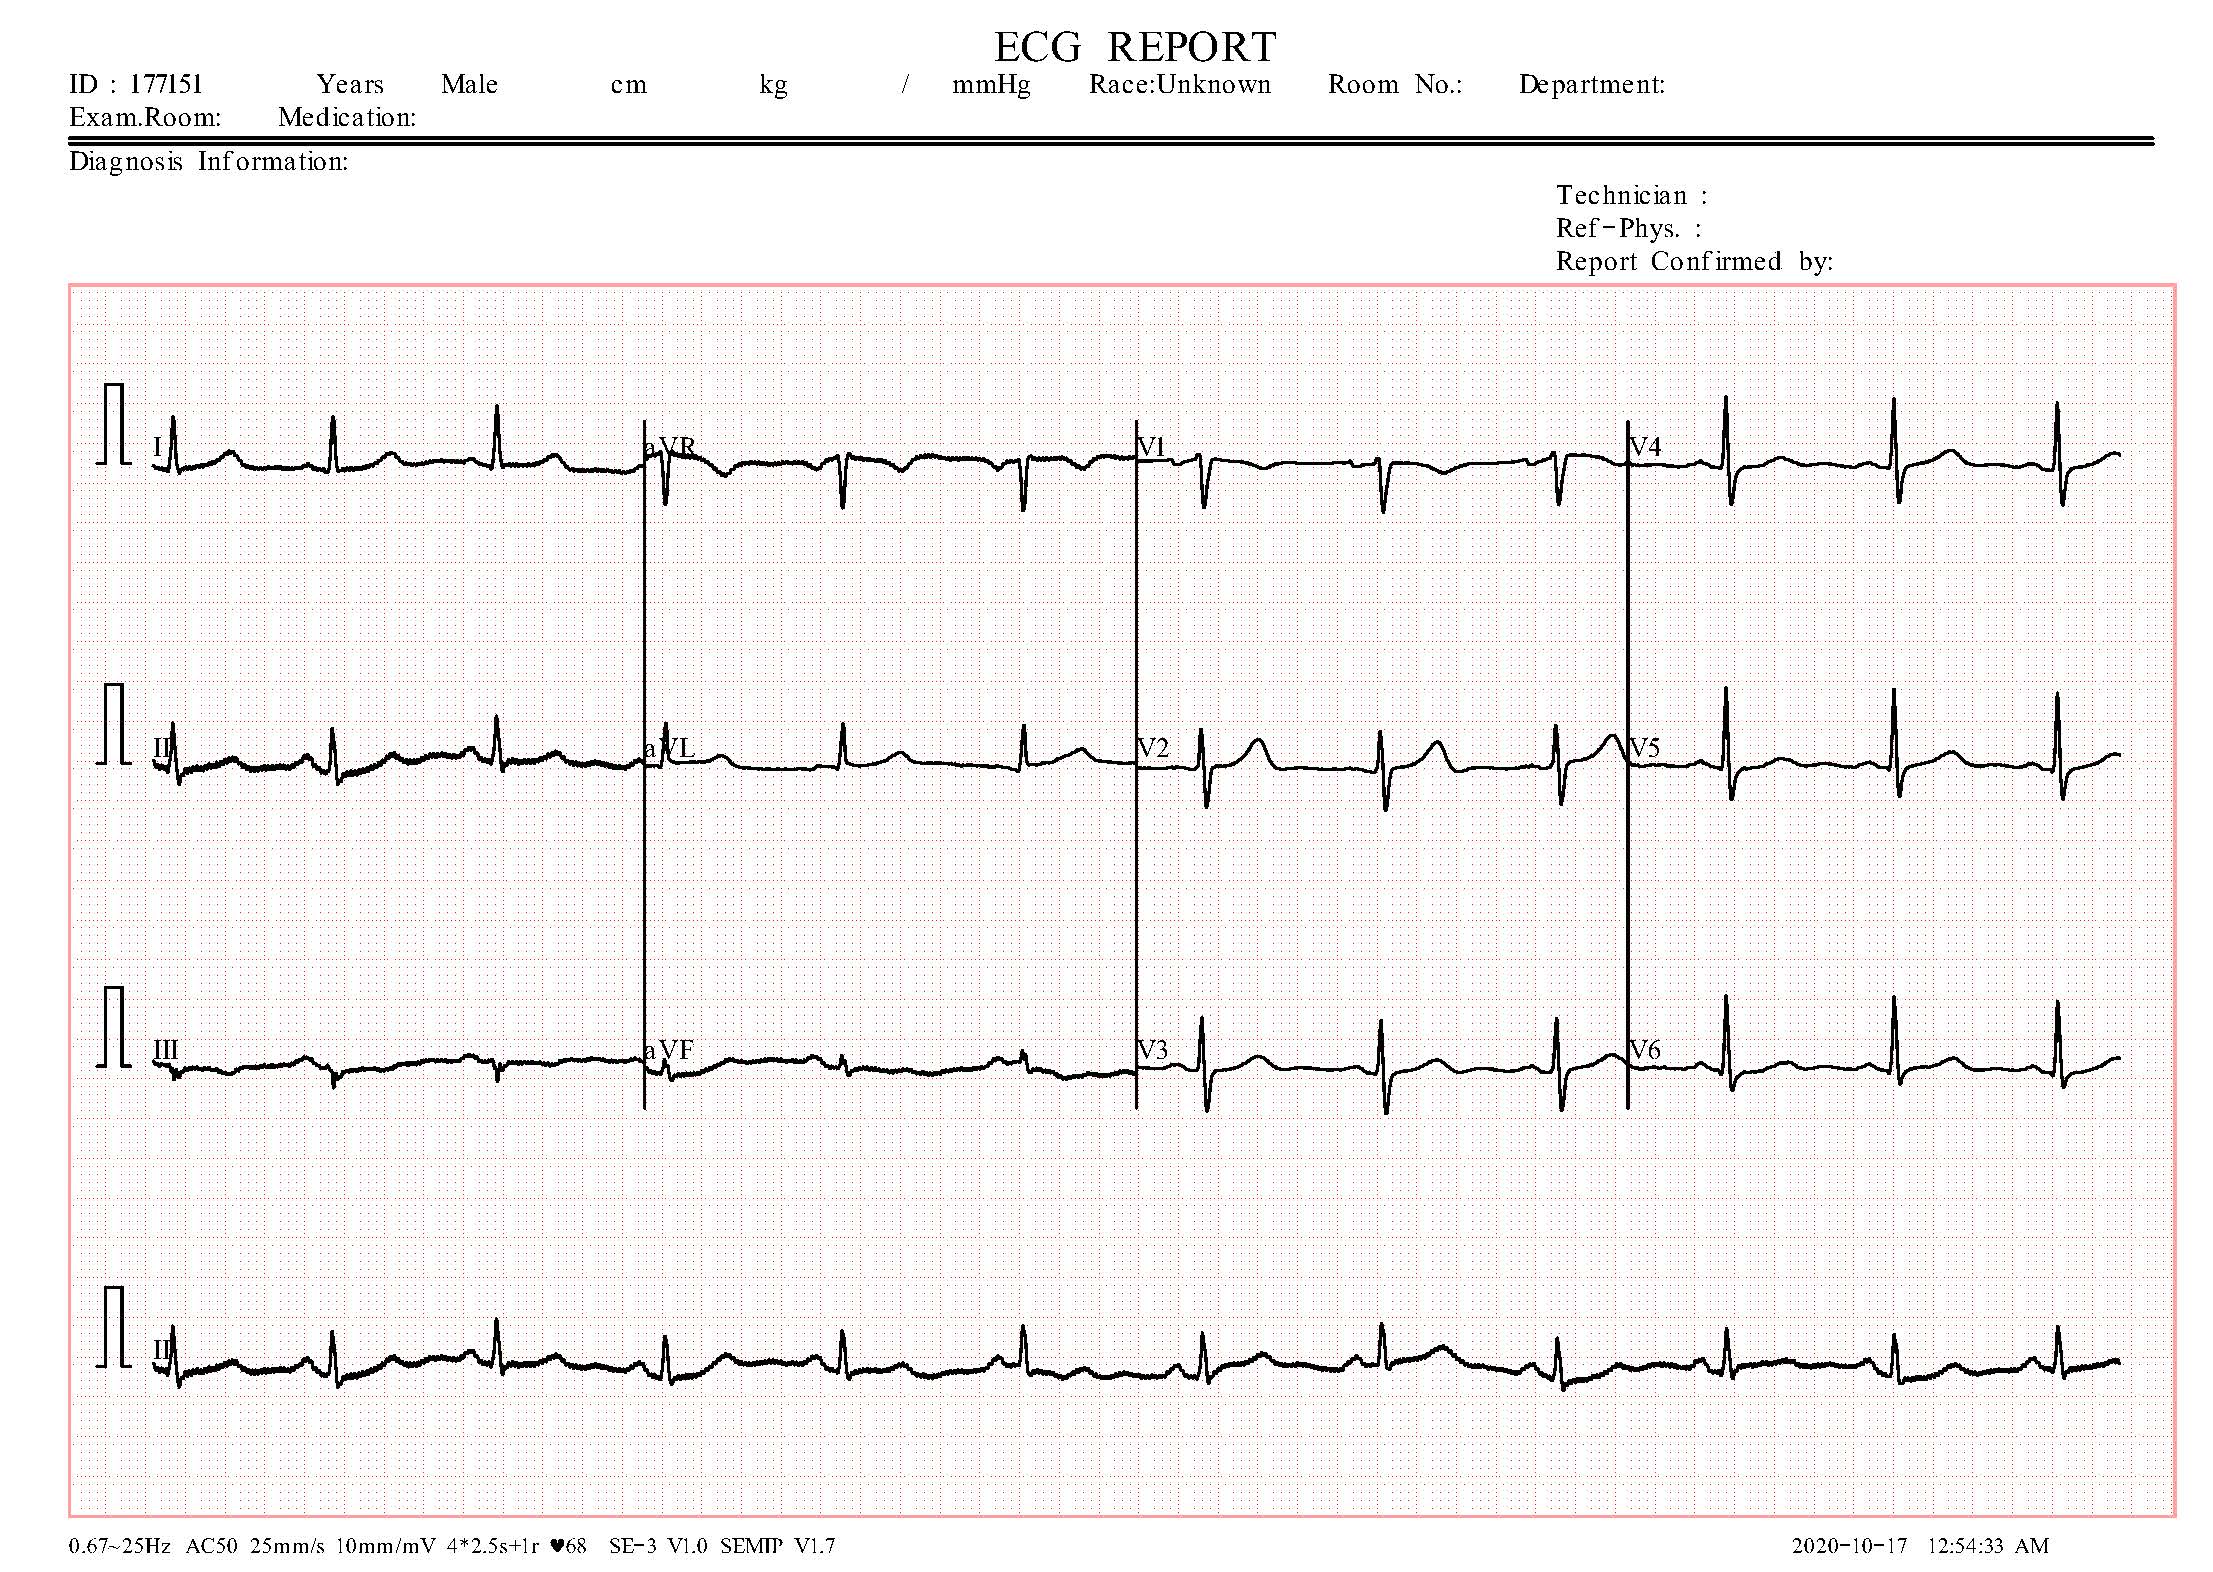 ECG REPORT
ID : 177151 Years Male cm kg / mmHg Race:Unknown Room No.: Department:
Exam.Room: Medication:
Diagnosis Information:
Technician :
Ref-Phys. :
Report Confirmed by:
I aVR V1 V4
II aVL V2 V5
III aVF V3 V6
II
0.67~25Hz AC50 25mm/s 10mm/mV 4*2.5s+1r ♥68 SE-3 V1.0 SEMIP V1.7
2020-10-17 12:54:33 AM